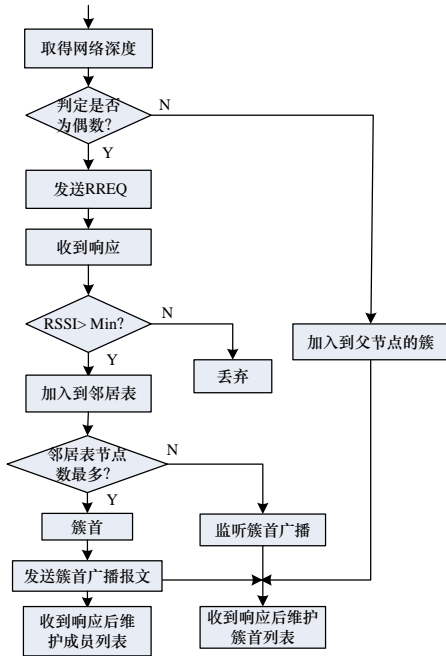 取得网络深度
判定是否
为偶数?
N
Y
发送RREQ
收到响应
RSSI> Min?
N
Y
加入到父节点的簇
丢弃
加入到邻居表
邻居表节点
数最多?
N
Y
簇首
监听簇首广播
发送簇首广播报文
收到响应后维
护成员列表
收到响应后维护
簇首列表